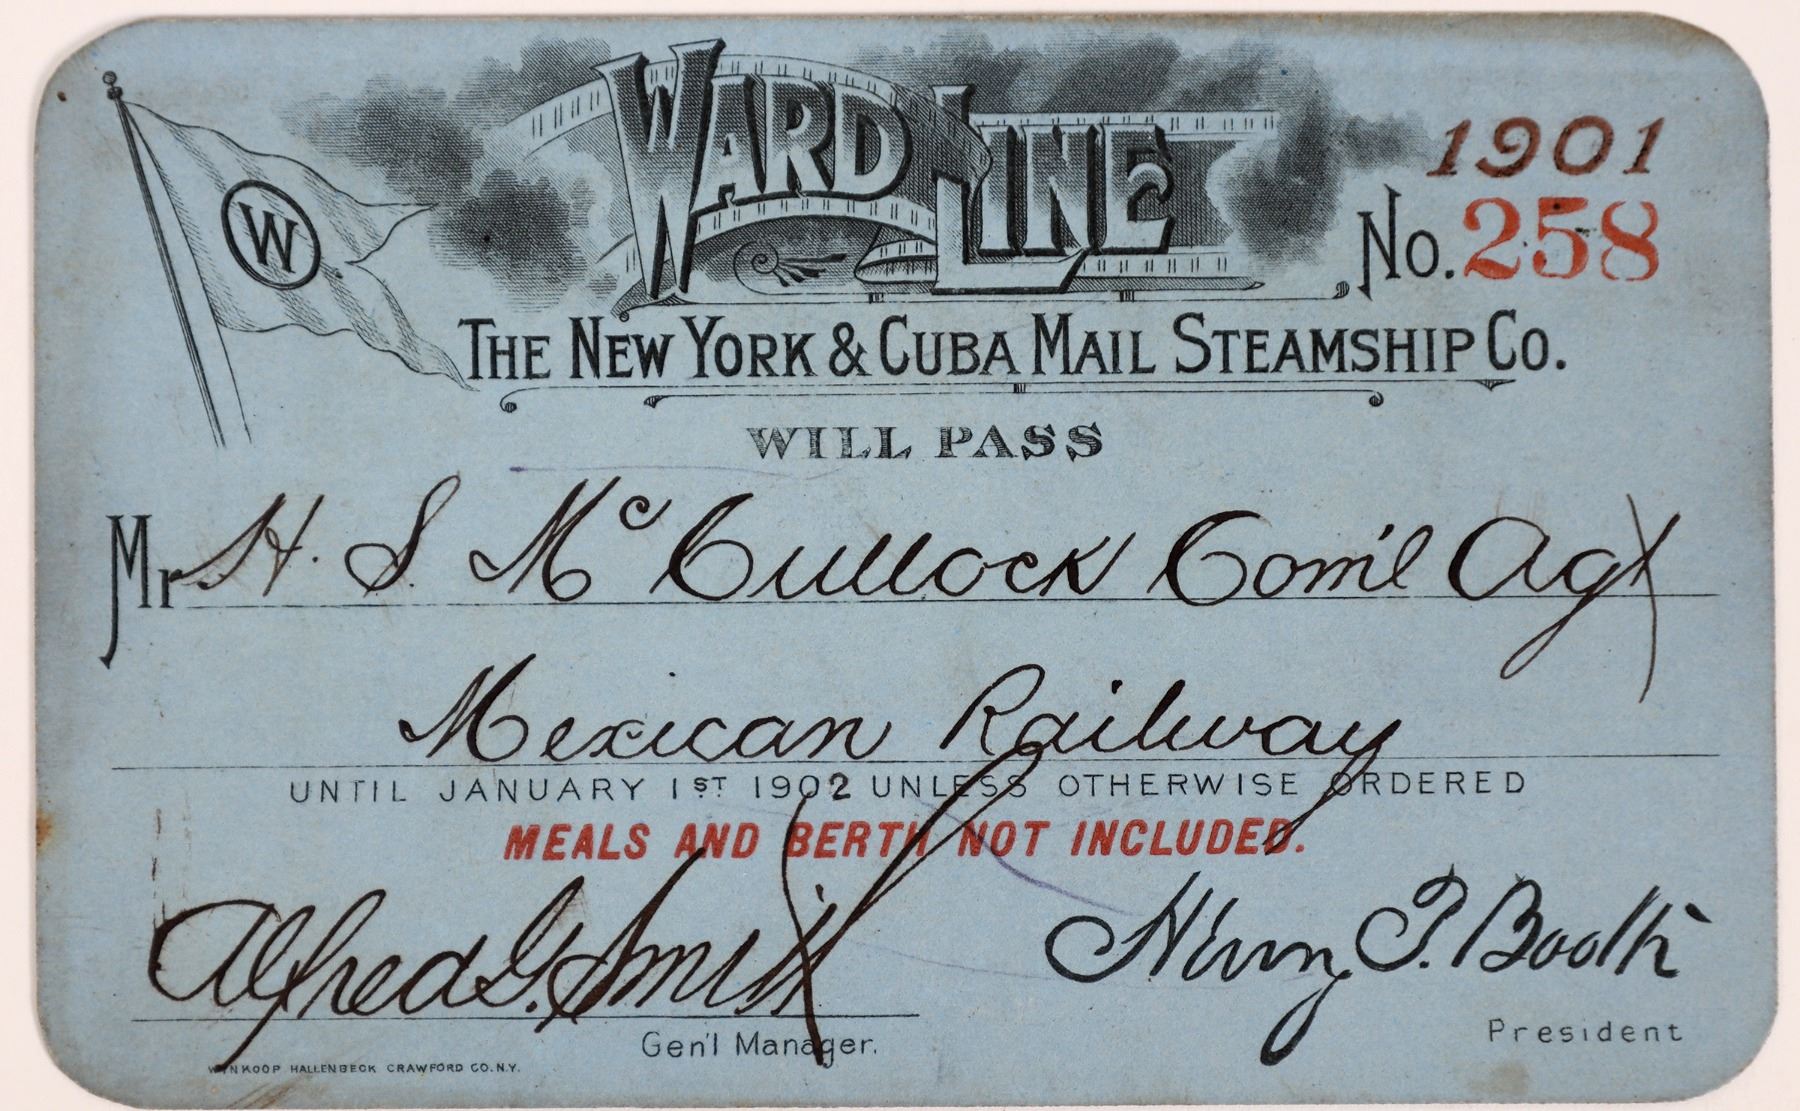 WARD LINE
1901
W
No. 258
THE NEW YORK & CUBA MAIL STEAMSHIP CO.
WILL PASS
Mr. H. S. McCullock Com'l Agt
Mexican Railway
UNTIL JANUARY 1ST 1902 UNLESS OTHERWISE ORDERED
MEALS AND BERTH NOT INCLUDED.
Alfred G. Smith
Henry P. Booth
Gen'l Manager.
President
WYNKOOP HALLENBECK CRAWFORD CO. N.Y.